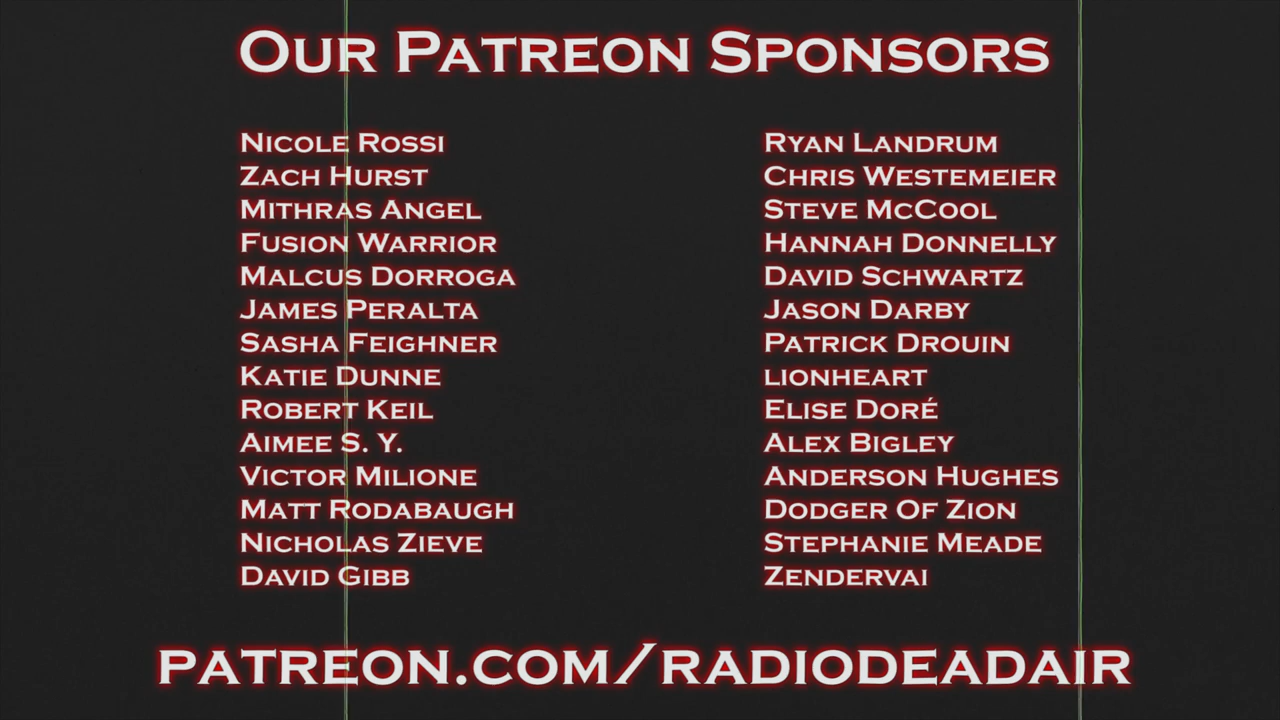 Our Patreon Sponsors
Nicole Rossi
Zach Hurst
Mithras Angel
Fusion Warrior
Malcus Dorroga
James Peralta
Sasha Feighner
Katie Dunne
Robert Keil
Aimee S. Y.
Victor Milione
Matt Rodabaugh
Nicholas Zieve
David Gibb
Ryan Landrum
Chris Westemeier
Steve McCool
Hannah Donnelly
David Schwartz
Jason Darby
Patrick Drouin
lionheart
Elise Doré
Alex Bigley
Anderson Hughes
Dodger Of Zion
Stephanie Meade
Zendervai
patreon.com/radiodeadair